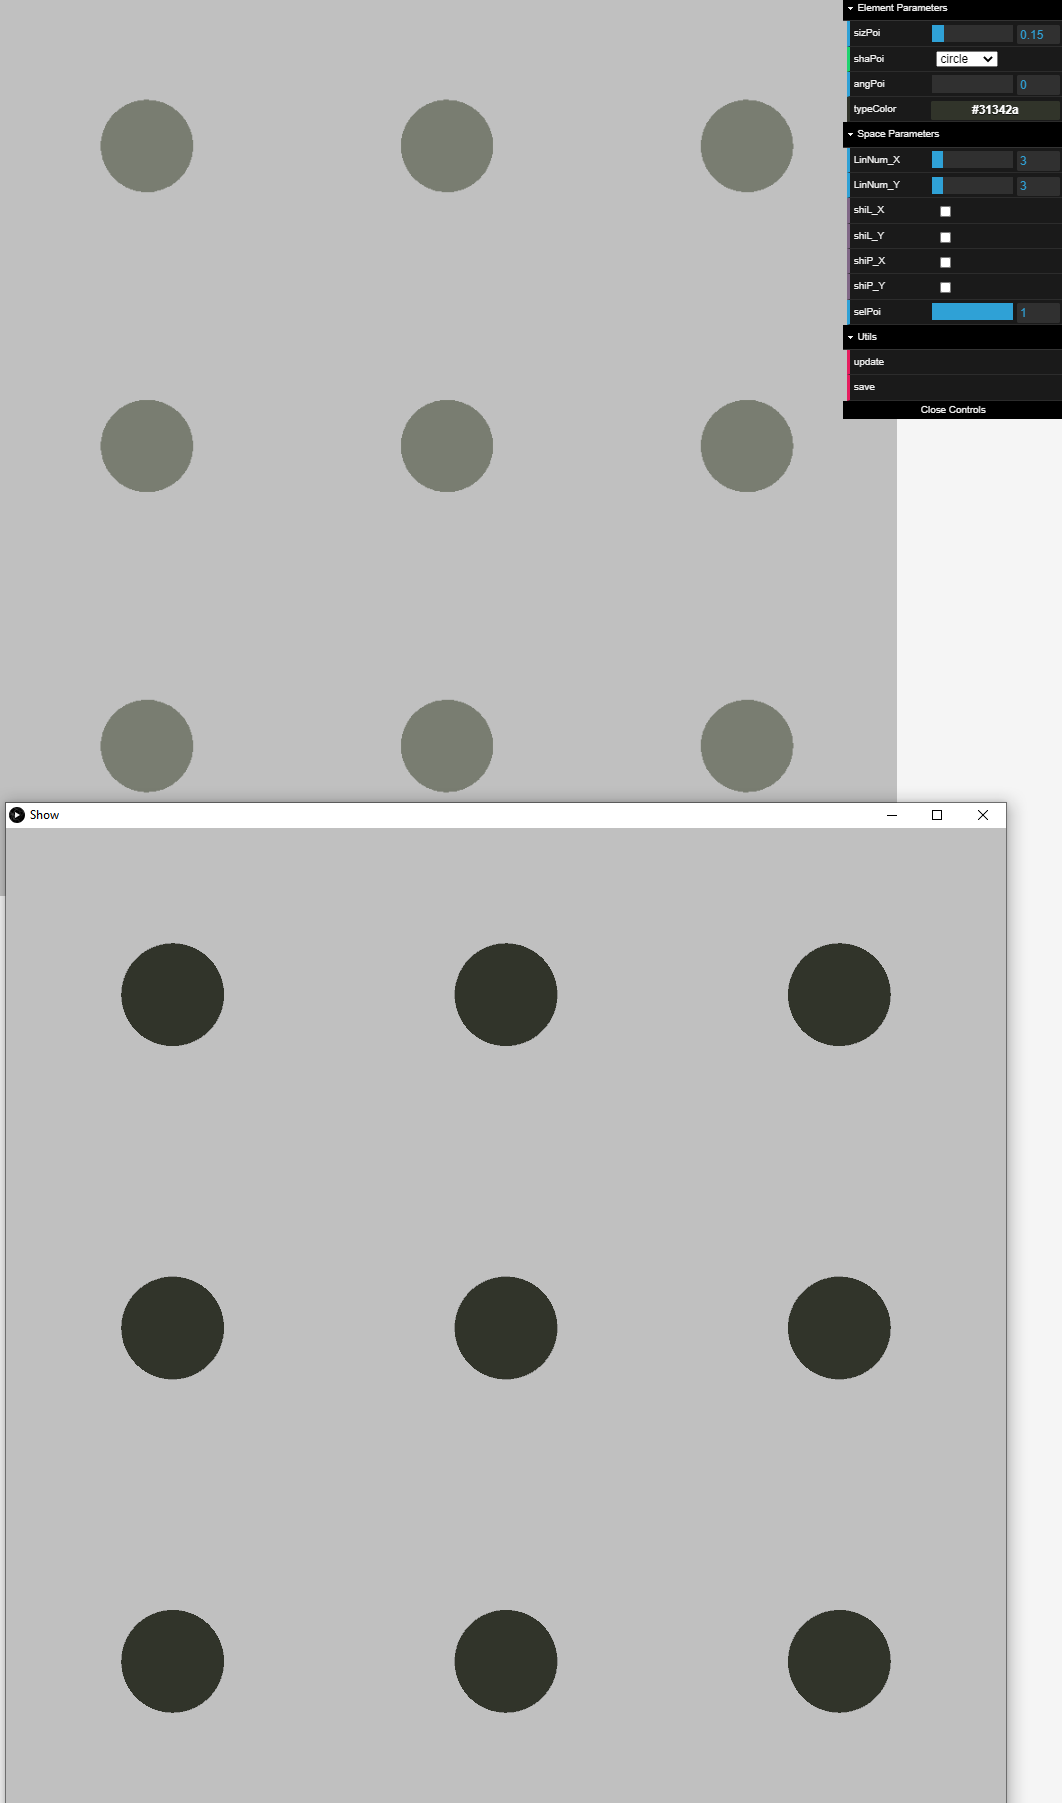 Element Parameters
sizPoi 0.15
shaPoi circle
angPoi 0
typeColor #31342a
Space Parameters
LinNum_X 3
LinNum_Y 3
shiL_X
shiL_Y
shiP_X
shiP_Y
selPoi 1
Utils
update
save
Close Controls
Show